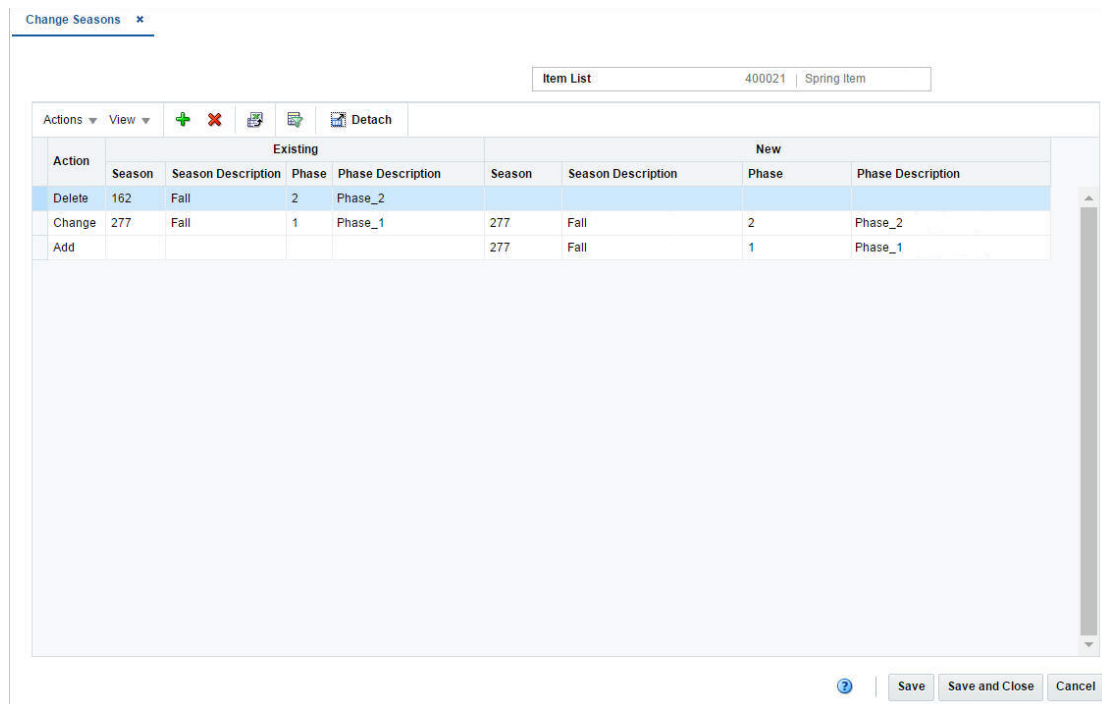 Change Seasons ×
Item List 400021 | Spring Item
Actions View Detach
Existing New
Action
Season Season Description Phase Phase Description Season Season Description Phase Phase Description
Delete 162 Fall 2 Phase_2
Change 277 Fall 1 Phase_1 277 Fall 2 Phase_2
Add 277 Fall 1 Phase_1
? Save Save and Close Cancel